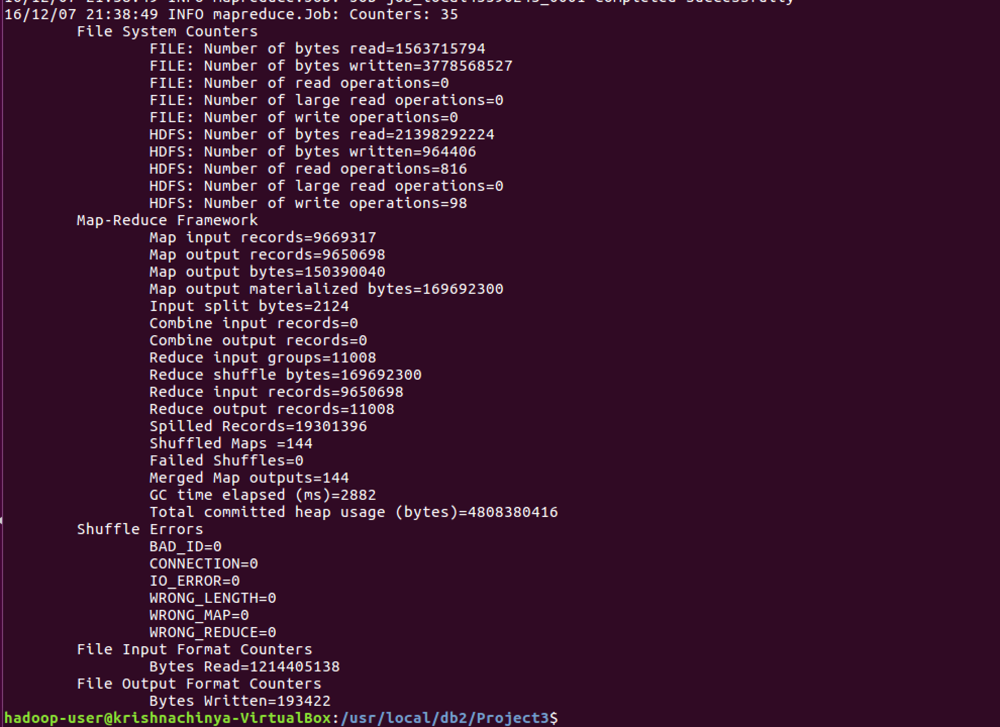 mapreduce.Job: completed successfully
16/12/07 21:38:49 INFO mapreduce.Job: Counters: 35
File System Counters
FILE: Number of bytes read=1563715794
FILE: Number of bytes written=3778568527
FILE: Number of read operations=0
FILE: Number of large read operations=0
FILE: Number of write operations=0
HDFS: Number of bytes read=21398292224
HDFS: Number of bytes written=964406
HDFS: Number of read operations=816
HDFS: Number of large read operations=0
HDFS: Number of write operations=98
Map-Reduce Framework
Map input records=9669317
Map output records=9650698
Map output bytes=150390040
Map output materialized bytes=169692300
Input split bytes=2124
Combine input records=0
Combine output records=0
Reduce input groups=11008
Reduce shuffle bytes=169692300
Reduce input records=9650698
Reduce output records=11008
Spilled Records=19301396
Shuffled Maps =144
Failed Shuffles=0
Merged Map outputs=144
GC time elapsed (ms)=2882
Total committed heap usage (bytes)=4808380416
Shuffle Errors
BAD_ID=0
CONNECTION=0
IO_ERROR=0
WRONG_LENGTH=0
WRONG_MAP=0
WRONG_REDUCE=0
File Input Format Counters
Bytes Read=1214405138
File Output Format Counters
Bytes Written=193422
hadoop-user@krishnachinya-VirtualBox:/usr/local/db2/Project3$